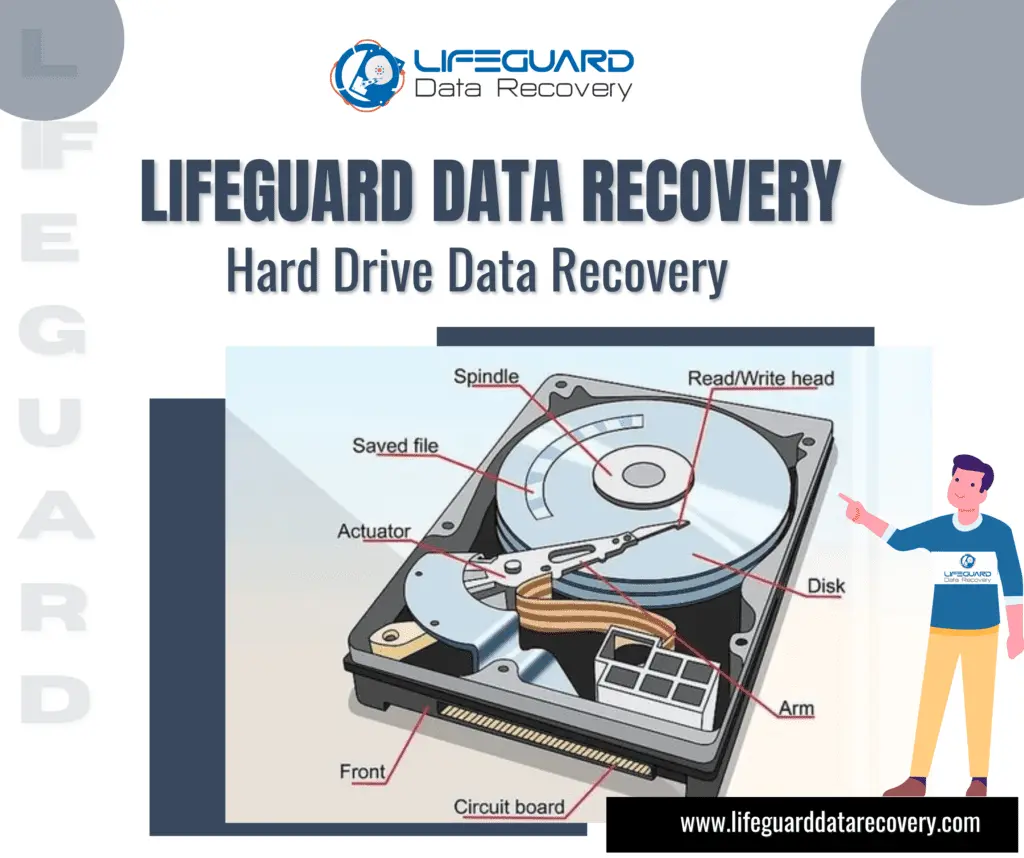 LIFEGUARD
Data Recovery
LIFEGUARD
LIFEGUARD DATA RECOVERY
Hard Drive Data Recovery
Spindle
Read/Write head
Saved file
Actuator
Disk
LIFEGUARD
Data Recovery
Arm
Front
Circuit board
www.lifeguarddatarecovery.com